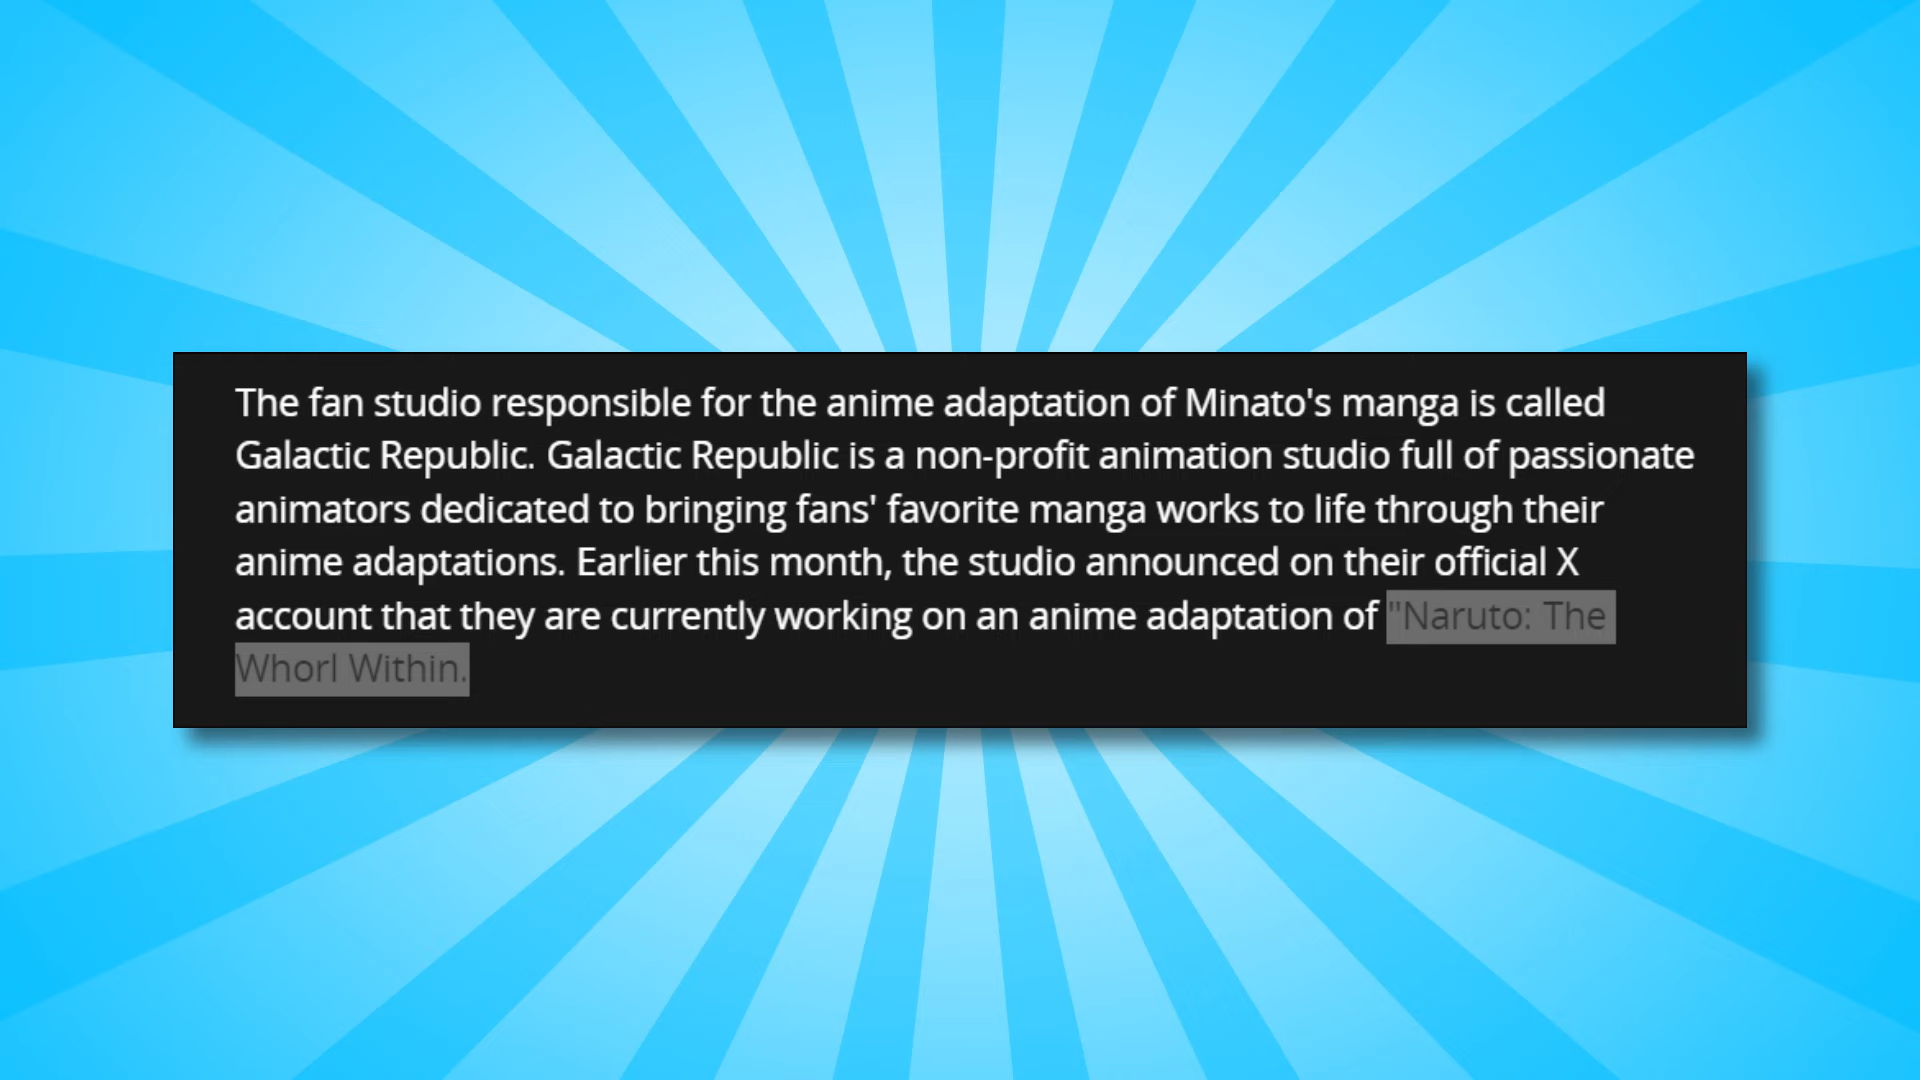 The fan studio responsible for the anime adaptation of Minato's manga is called
Galactic Republic. Galactic Republic is a non-profit animation studio full of passionate
animators dedicated to bringing fans' favorite manga works to life through their
anime adaptations. Earlier this month, the studio announced on their official X
account that they are currently working on an anime adaptation of "Naruto: The
Whorl Within.